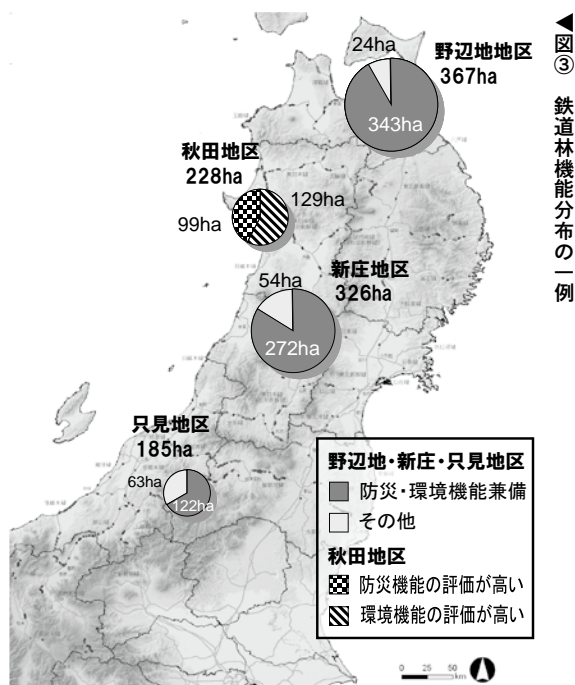 ◀図③ 鉄道林機能分布の一例
24ha
野辺地地区
367ha
343ha
秋田地区
228ha
129ha
99ha
新庄地区
326ha
54ha
272ha
只見地区
185ha
63ha
122ha
野辺地・新庄・只見地区
防災・環境機能兼備
その他
秋田地区
防災機能の評価が高い
環境機能の評価が高い
0 25 50
km